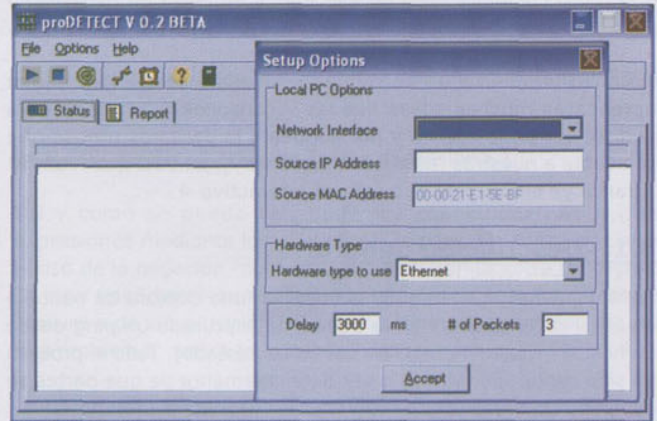 proDETECT V 0.2 BETA
File Options Help
Status Report
Setup Options
Local PC Options
Network Interface
Source IP Address
Source MAC Address 00-00-21-E1-5E-BF
Hardware Type
Hardware type to use Ethernet
Delay 3000 ms # of Packets 3
Accept